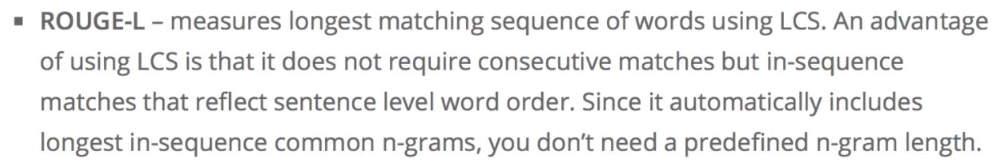 ▪ ROUGE-L – measures longest matching sequence of words using LCS. An advantage
of using LCS is that it does not require consecutive matches but in-sequence
matches that reflect sentence level word order. Since it automatically includes
longest in-sequence common n-grams, you don’t need a predefined n-gram length.